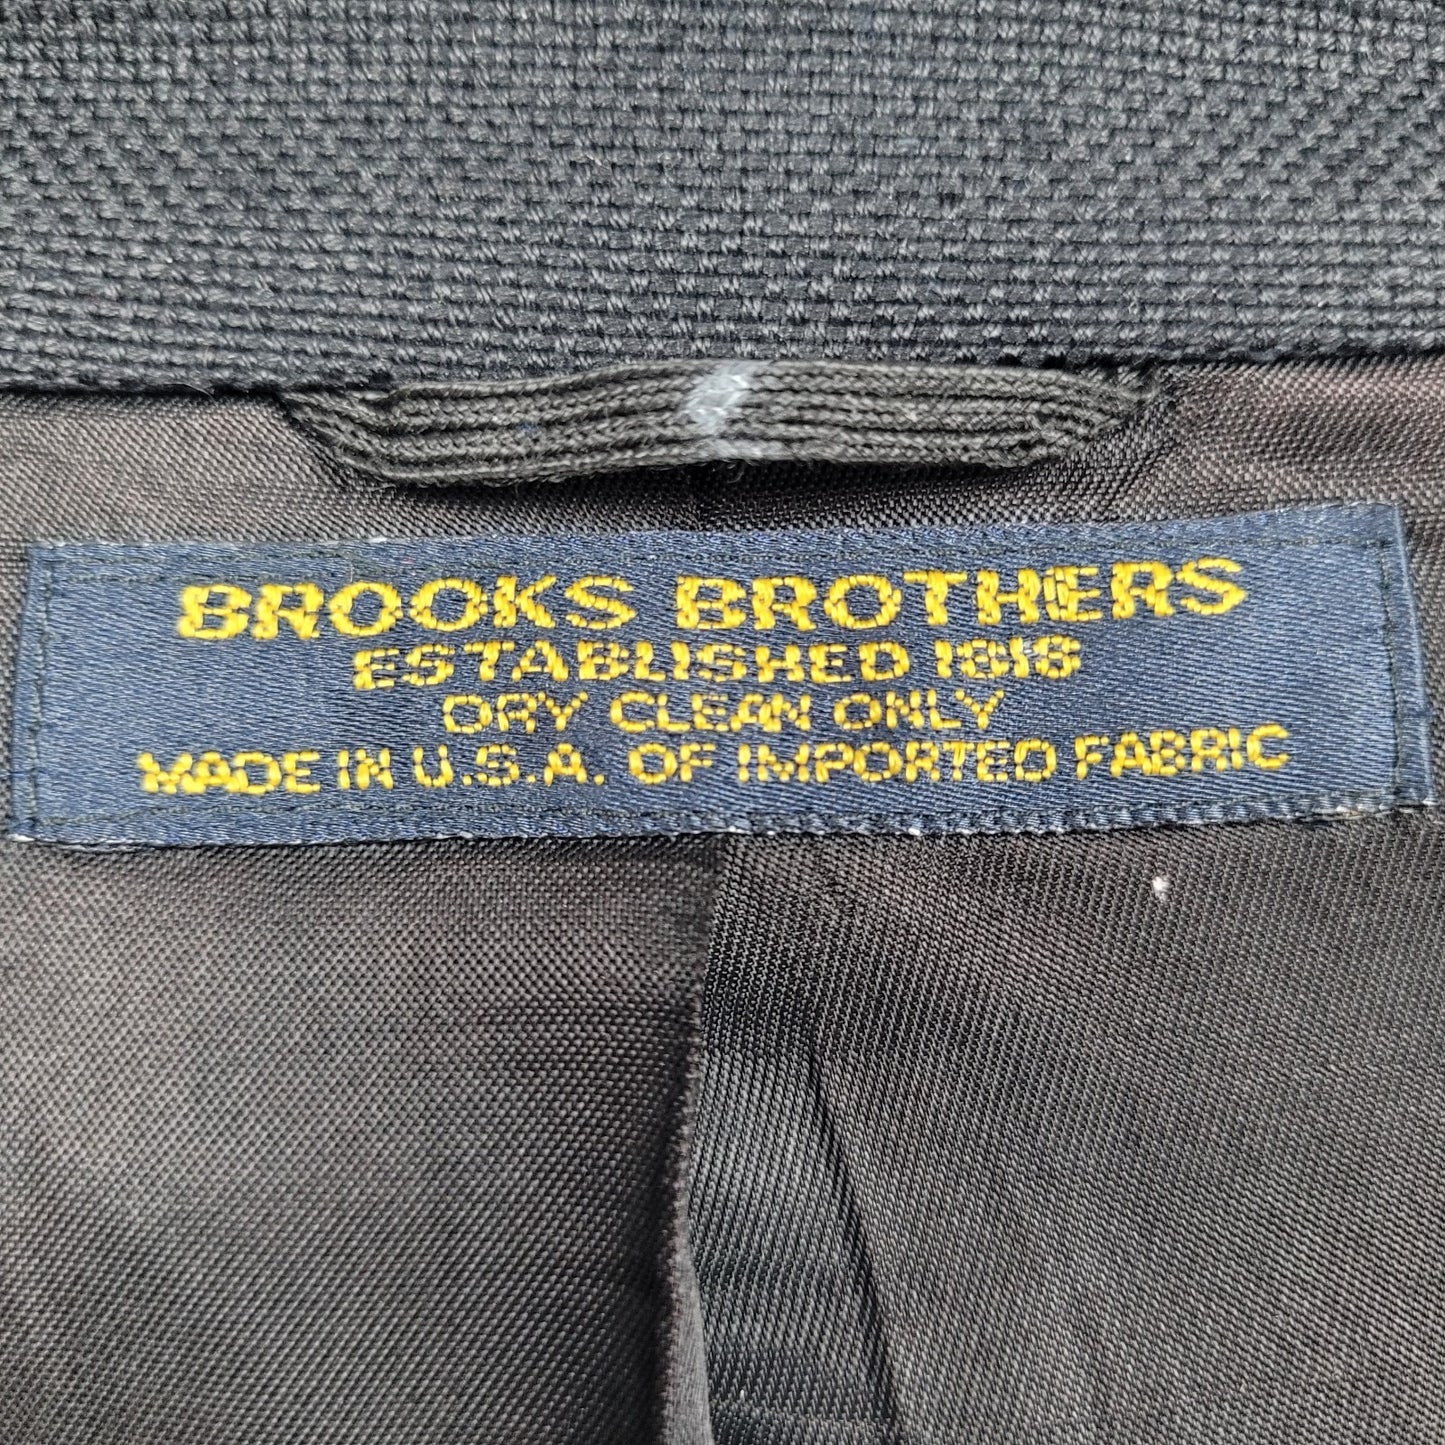 BROOKS BROTHERS
ESTABLISHED 1818
DRY CLEAN ONLY
MADE IN U.S.A. OF IMPORTED FABRIC